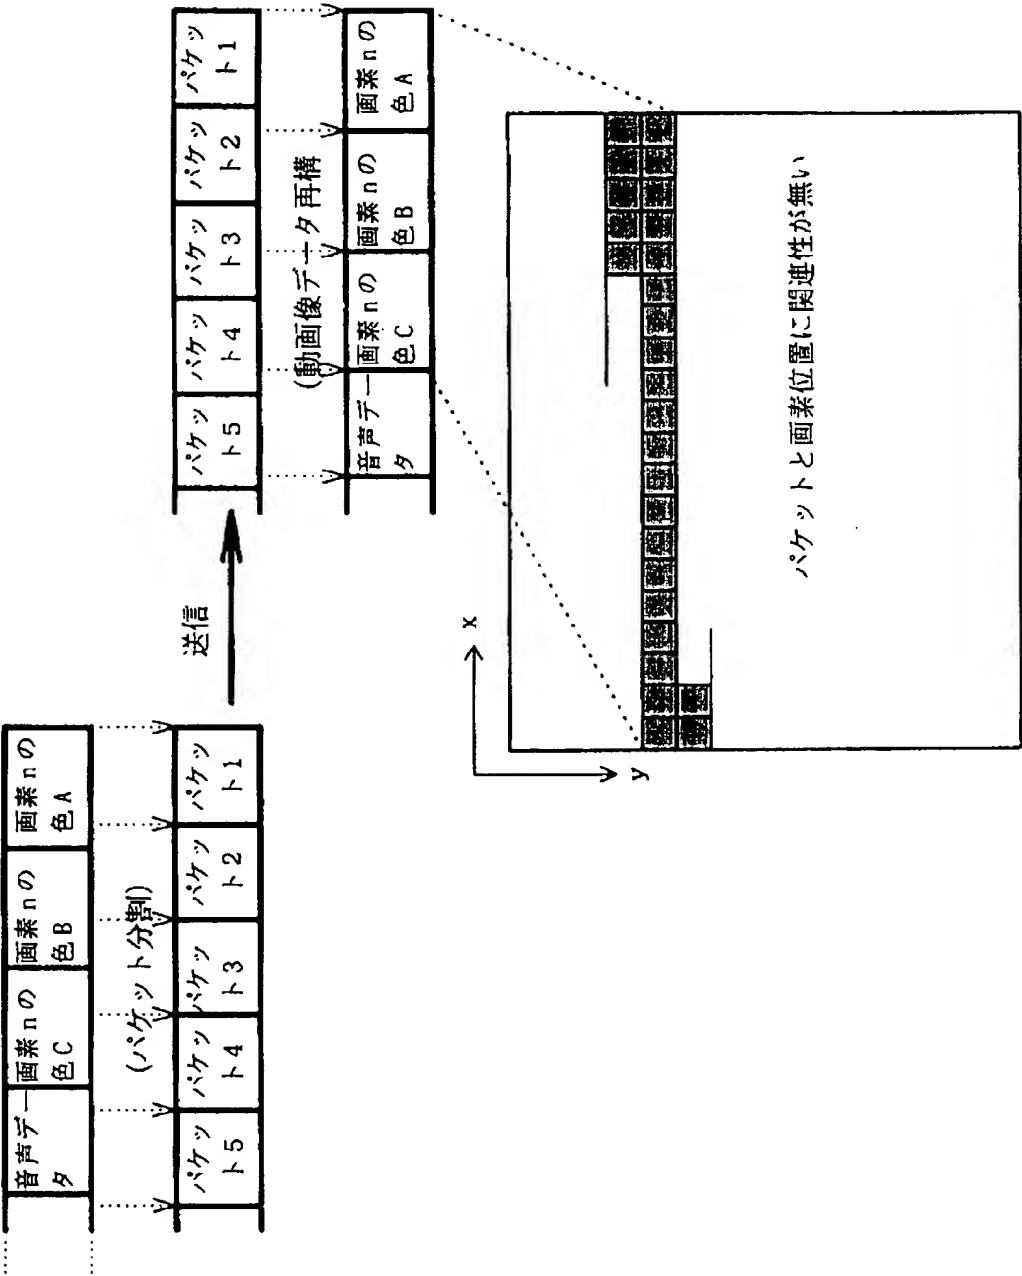 音声デー
タ
画素nの
色C
画素nの
色B
画素nの
色A
(パケット分割)
パケッ
ト5
パケッ
ト4
パケッ
ト3
パケッ
ト2
パケッ
ト1
送信
パケッ
ト5
パケッ
ト4
パケッ
ト3
パケッ
ト2
パケッ
ト1
(動画像データ再構
音声デー
タ
画素nの
色C
画素nの
色B
画素nの
色A
x
y
パケットと画素位置に関連性が無い